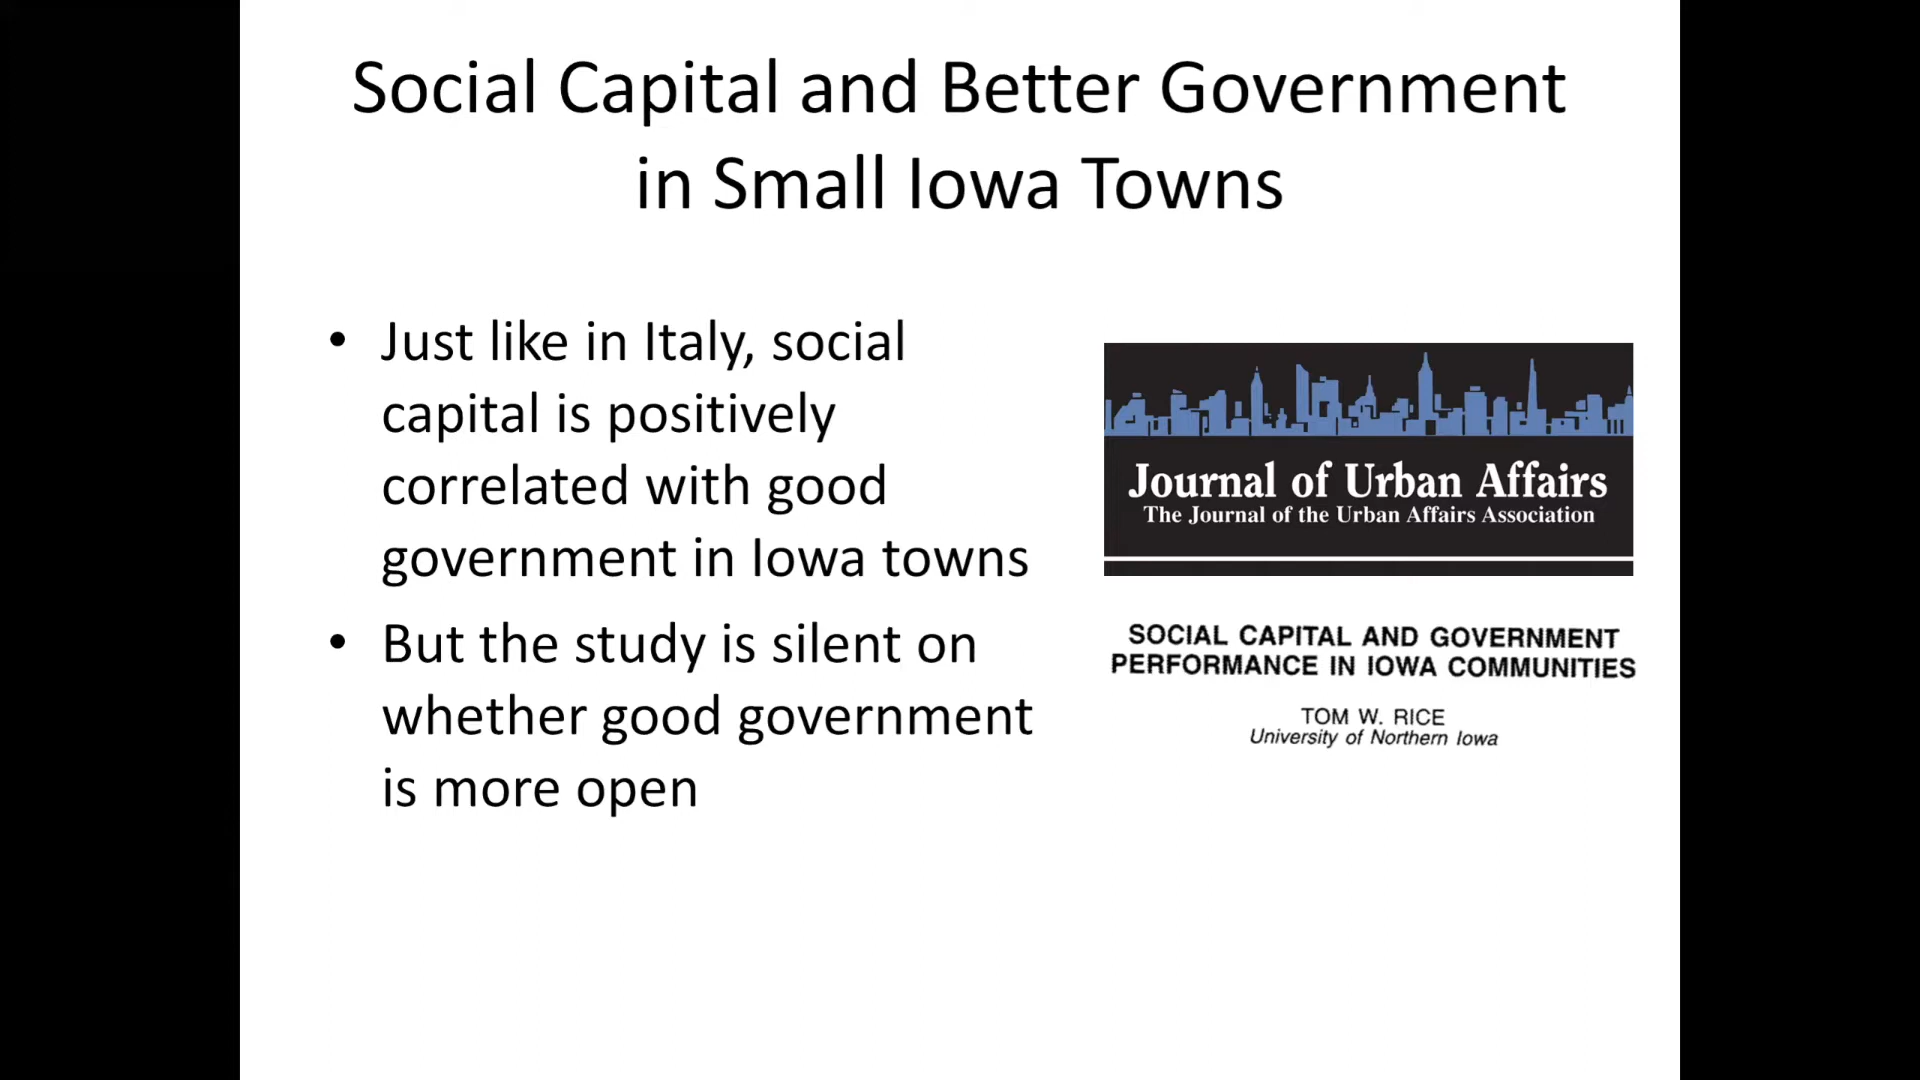 Social Capital and Better Government
in Small Iowa Towns
• Just like in Italy, social
capital is positively
correlated with good
government in Iowa towns
• But the study is silent on
whether good government
is more open
Journal of Urban Affairs
The Journal of the Urban Affairs Association
SOCIAL CAPITAL AND GOVERNMENT
PERFORMANCE IN IOWA COMMUNITIES
TOM W. RICE
University of Northern Iowa